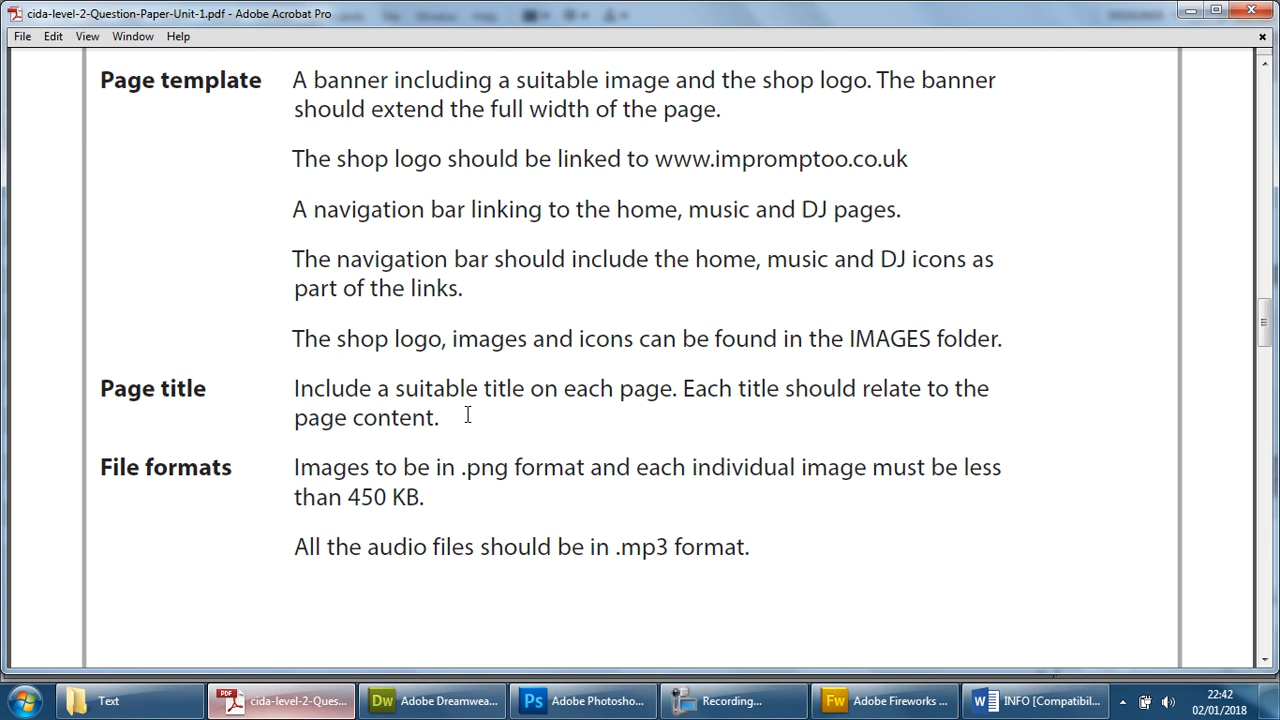 cida-level-2-Question-Paper-Unit-1.pdf - Adobe Acrobat Pro
File Edit View Window Help
Page template A banner including a suitable image and the shop logo. The banner
should extend the full width of the page.
The shop logo should be linked to www.impromptoo.co.uk
A navigation bar linking to the home, music and DJ pages.
The navigation bar should include the home, music and DJ icons as
part of the links.
The shop logo, images and icons can be found in the IMAGES folder.
Page title Include a suitable title on each page. Each title should relate to the
page content.
File formats Images to be in .png format and each individual image must be less
than 450 KB.
All the audio files should be in .mp3 format.
Text cida-level-2-Ques... Dw Adobe Dreamwea... Ps Adobe Photosho... Recording... Fw Adobe Fireworks ... INFO [Compatibil...
22:42
02/01/2018